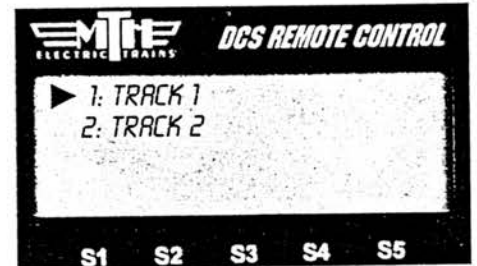 MTH
ELECTRIC TRAINS
DCS REMOTE CONTROL
1: TRACK 1
2: TRACK 2
S1 S2 S3 S4 S5